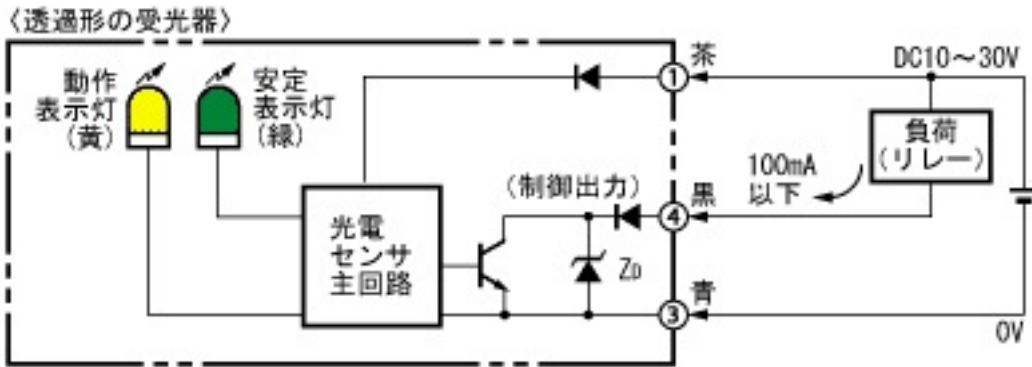 〈透過形の受光器〉
動作
表示灯
(黄)
安定
表示灯
(緑)
光電
センサ
主回路
(制御出力)
ZD
①
茶
④
黒
③
青
100mA
以下
DC10～30V
負荷
(リレー)
0V